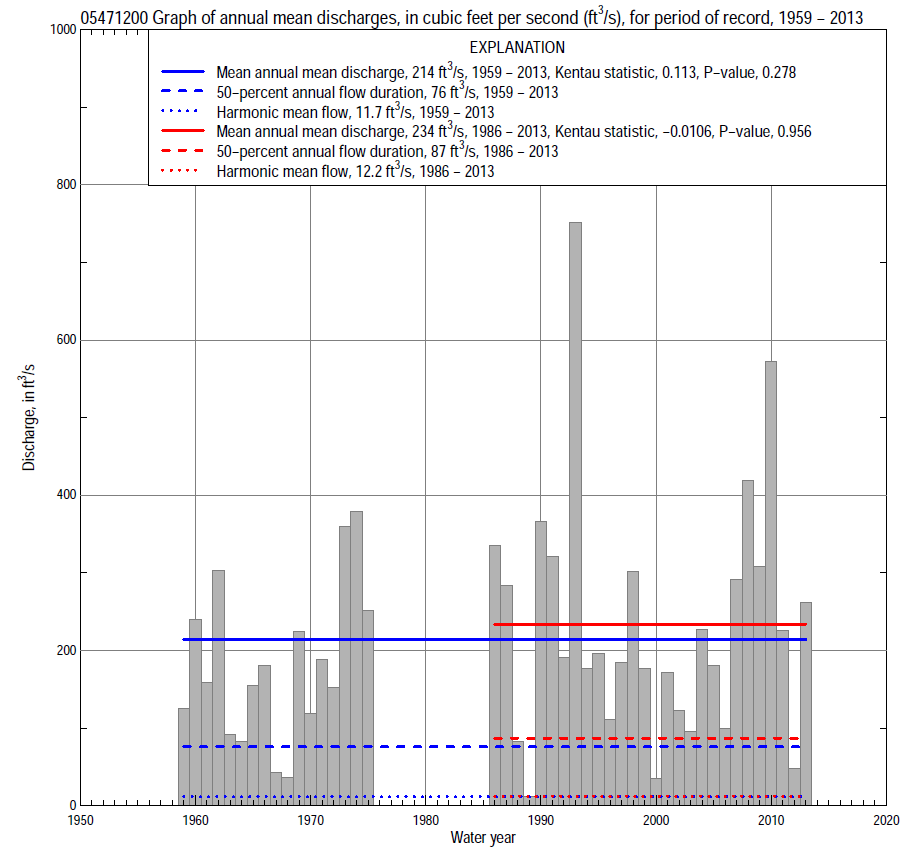 05471200 Graph of annual mean discharges, in cubic feet per second (ft³/s), for period of record, 1959 – 2013
EXPLANATION
Mean annual mean discharge, 214 ft³/s, 1959 – 2013, Kentau statistic, 0.113, P–value, 0.278
50–percent annual flow duration, 76 ft³/s, 1959 – 2013
Harmonic mean flow, 11.7 ft³/s, 1959 – 2013
Mean annual mean discharge, 234 ft³/s, 1986 – 2013, Kentau statistic, –0.0106, P–value, 0.956
50–percent annual flow duration, 87 ft³/s, 1986 – 2013
Harmonic mean flow, 12.2 ft³/s, 1986 – 2013
1000
800
600
400
200
0
Discharge, in ft³/s
1950 1960 1970 1980 1990 2000 2010 2020
Water year